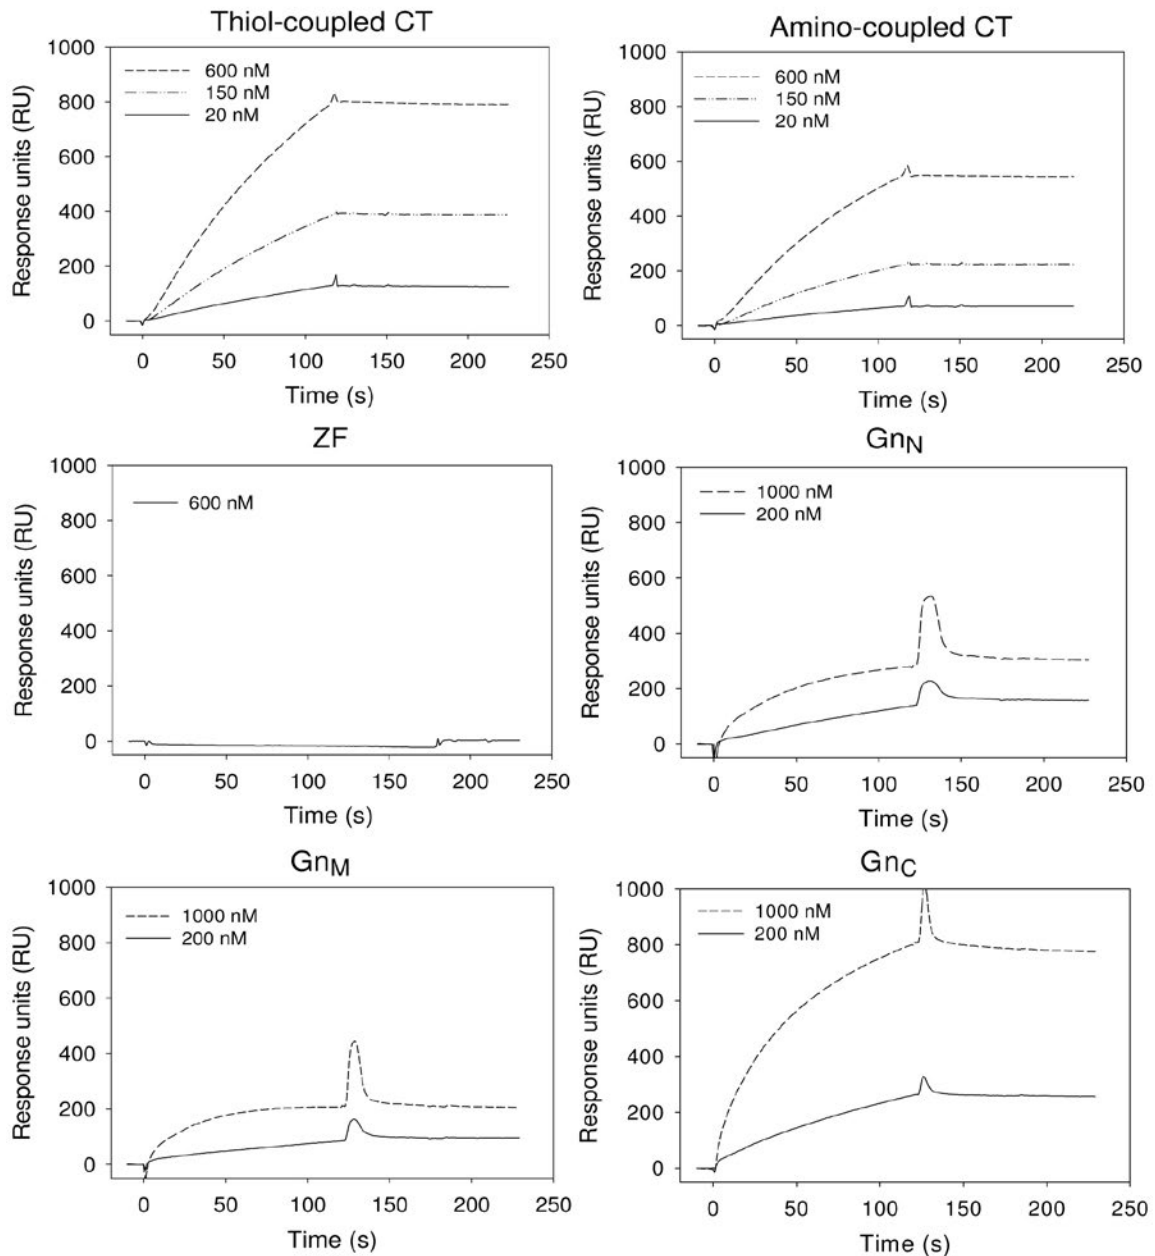 Thiol-coupled CT
1000
800
600
400
200
0
Response units (RU)
600 nM
150 nM
20 nM
0 50 100 150 200 250
Time (s)
Amino-coupled CT
1000
800
600
400
200
0
Response units (RU)
600 nM
150 nM
20 nM
0 50 100 150 200 250
Time (s)
ZF
1000
800
600
400
200
0
Response units (RU)
600 nM
0 50 100 150 200 250
Time (s)
GnN
1000
800
600
400
200
0
Response units (RU)
1000 nM
200 nM
0 50 100 150 200 250
Time (s)
GnM
1000
800
600
400
200
0
Response units (RU)
1000 nM
200 nM
0 50 100 150 200 250
Time (s)
GnC
1000
800
600
400
200
0
Response units (RU)
1000 nM
200 nM
0 50 100 150 200 250
Time (s)